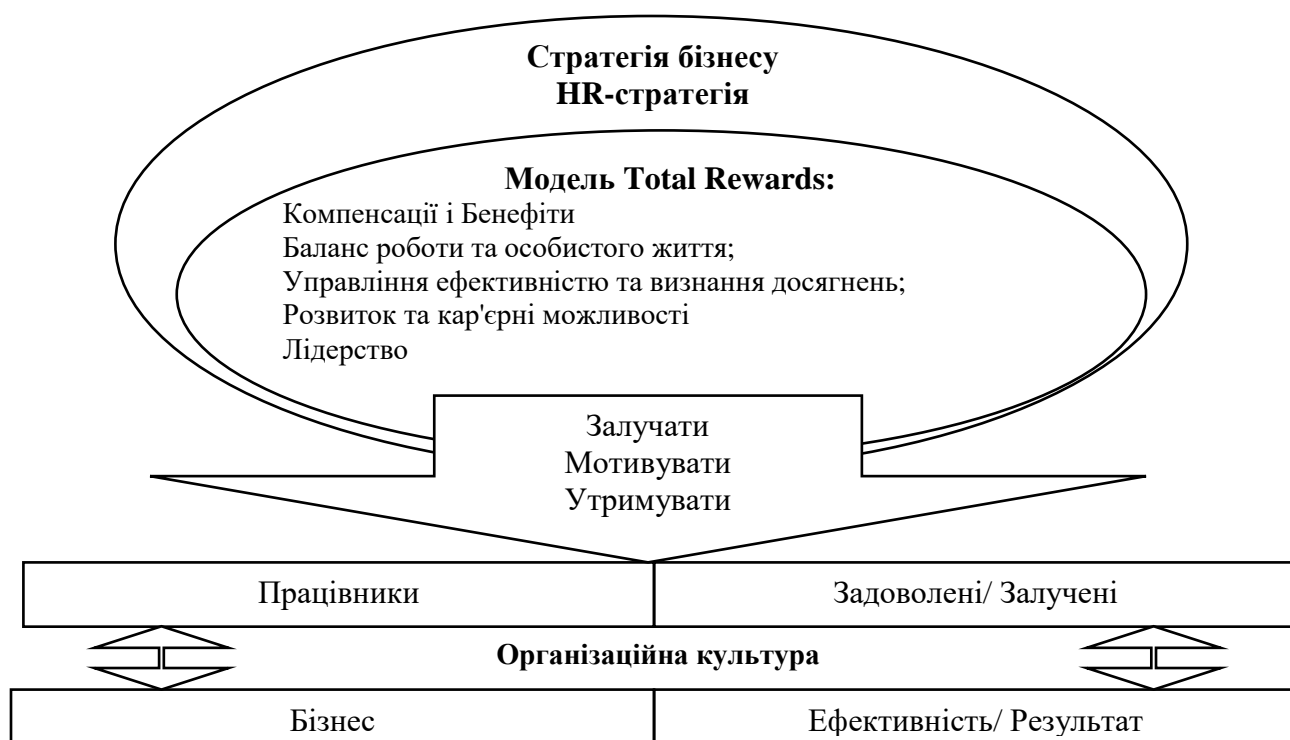 Стратегія бізнесу
HR-стратегія
Модель Total Rewards:
Компенсації і Бенефіти
Баланс роботи та особистого життя;
Управління ефективністю та визнання досягнень;
Розвиток та кар'єрні можливості
Лідерство
Залучати
Мотивувати
Утримувати
Працівники
Задоволені/ Залучені
Організаційна культура
Бізнес
Ефективність/ Результат